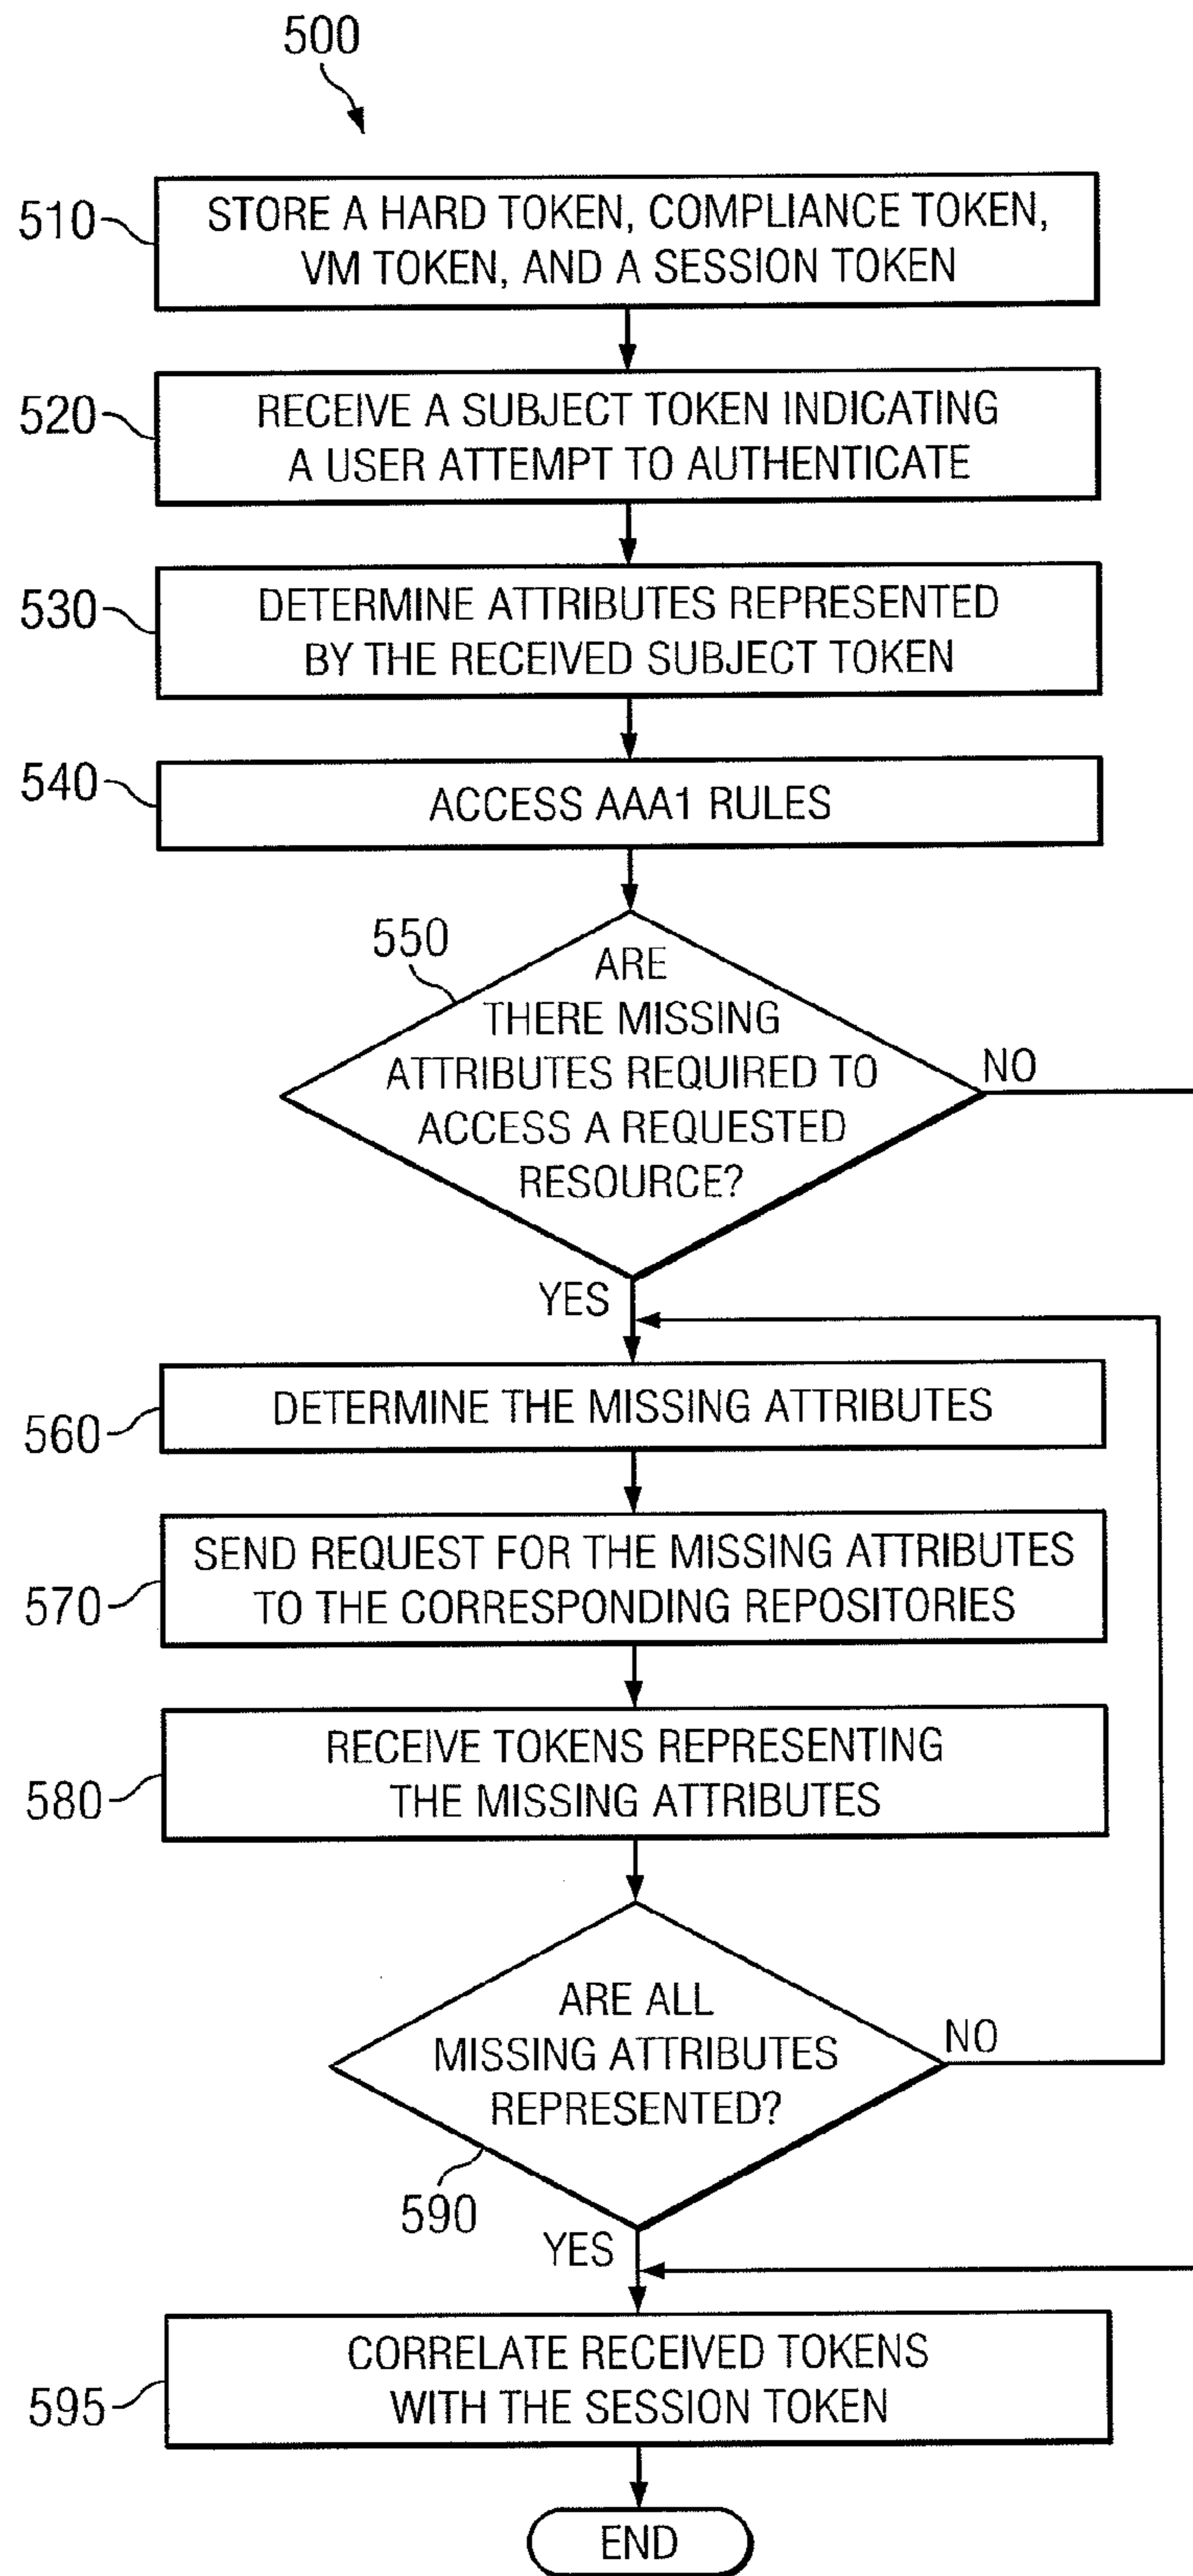 500
510
STORE A HARD TOKEN, COMPLIANCE TOKEN,
VM TOKEN, AND A SESSION TOKEN
520
RECEIVE A SUBJECT TOKEN INDICATING
A USER ATTEMPT TO AUTHENTICATE
530
DETERMINE ATTRIBUTES REPRESENTED
BY THE RECEIVED SUBJECT TOKEN
540
ACCESS AAA1 RULES
550
ARE
THERE MISSING
ATTRIBUTES REQUIRED TO
ACCESS A REQUESTED
RESOURCE?
NO
YES
560
DETERMINE THE MISSING ATTRIBUTES
570
SEND REQUEST FOR THE MISSING ATTRIBUTES
TO THE CORRESPONDING REPOSITORIES
580
RECEIVE TOKENS REPRESENTING
THE MISSING ATTRIBUTES
ARE ALL
MISSING ATTRIBUTES
REPRESENTED?
NO
590
YES
595
CORRELATE RECEIVED TOKENS
WITH THE SESSION TOKEN
END